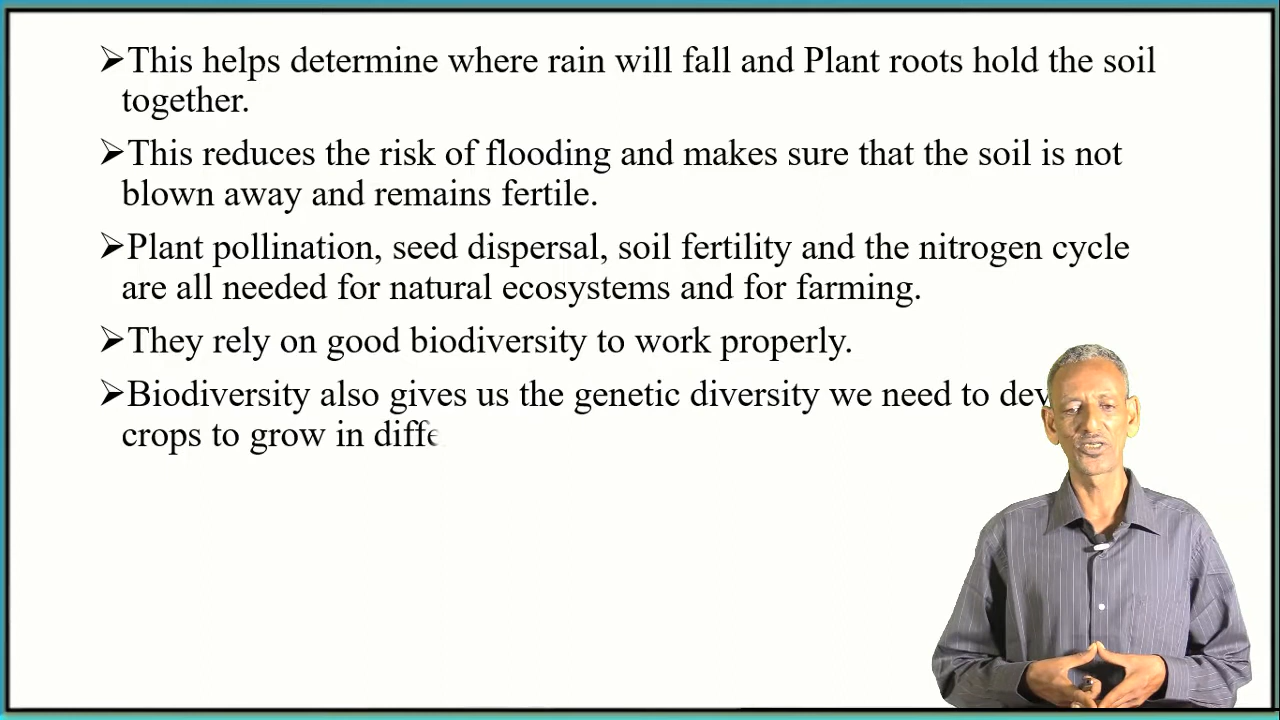 ➢This helps determine where rain will fall and Plant roots hold the soil
together.
➢This reduces the risk of flooding and makes sure that the soil is not
blown away and remains fertile.
➢Plant pollination, seed dispersal, soil fertility and the nitrogen cycle
are all needed for natural ecosystems and for farming.
➢They rely on good biodiversity to work properly.
➢Biodiversity also gives us the genetic diversity we need to
crops to grow in